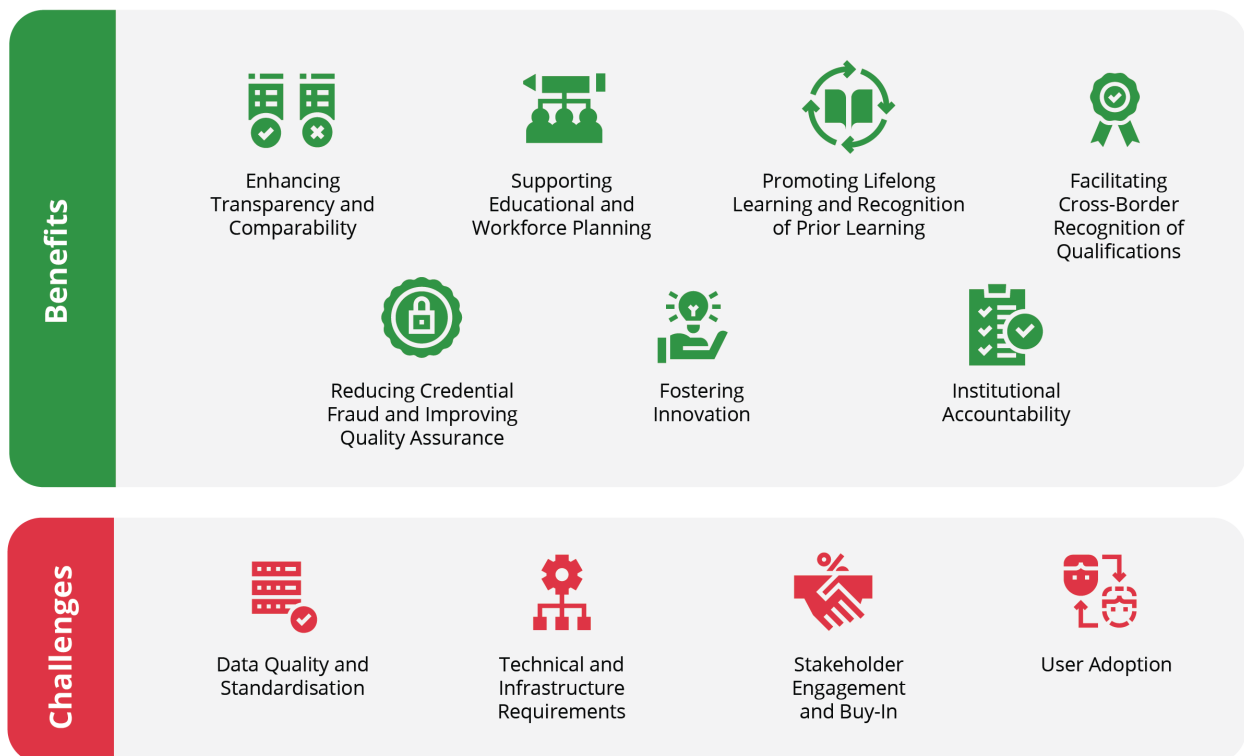 Benefits
Enhancing
Transparency and
Comparability
Supporting
Educational and
Workforce Planning
Promoting Lifelong
Learning and Recognition
of Prior Learning
Facilitating
Cross-Border
Recognition of
Qualifications
Reducing Credential
Fraud and Improving
Quality Assurance
Fostering
Innovation
Institutional
Accountability
Challenges
Data Quality and
Standardisation
Technical and
Infrastructure
Requirements
Stakeholder
Engagement
and Buy-In
User Adoption